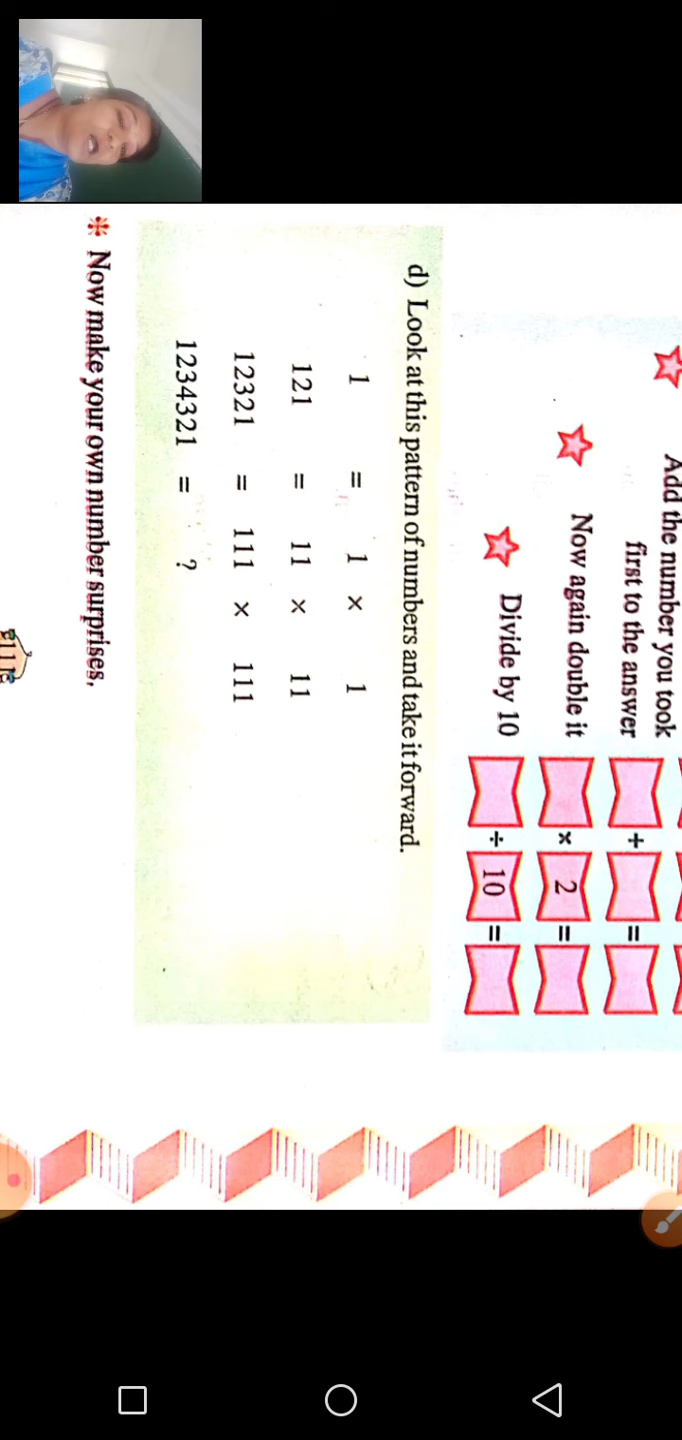 Add the number you took
first to the answer + =
Now again double it × 2 =
Divide by 10 ÷ 10 =
d) Look at this pattern of numbers and take it forward.
1 = 1 × 1
121 = 11 × 11
12321 = 111 × 111
1234321 = ?
Now make your own number surprises.